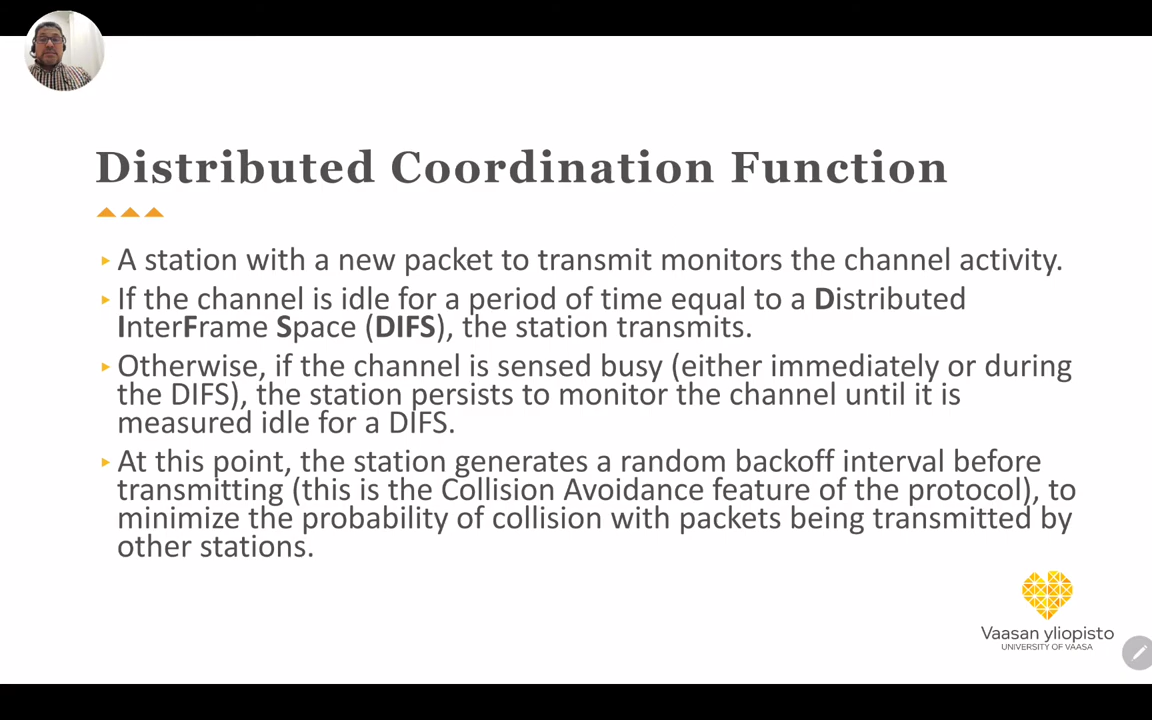 Distributed Coordination Function
A station with a new packet to transmit monitors the channel activity.
If the channel is idle for a period of time equal to a Distributed
InterFrame Space (DIFS), the station transmits.
Otherwise, if the channel is sensed busy (either immediately or during
the DIFS), the station persists to monitor the channel until it is
measured idle for a DIFS.
At this point, the station generates a random backoff interval before
transmitting (this is the Collision Avoidance feature of the protocol), to
minimize the probability of collision with packets being transmitted by
other stations.
Vaasan yliopisto
UNIVERSITY OF VAASA